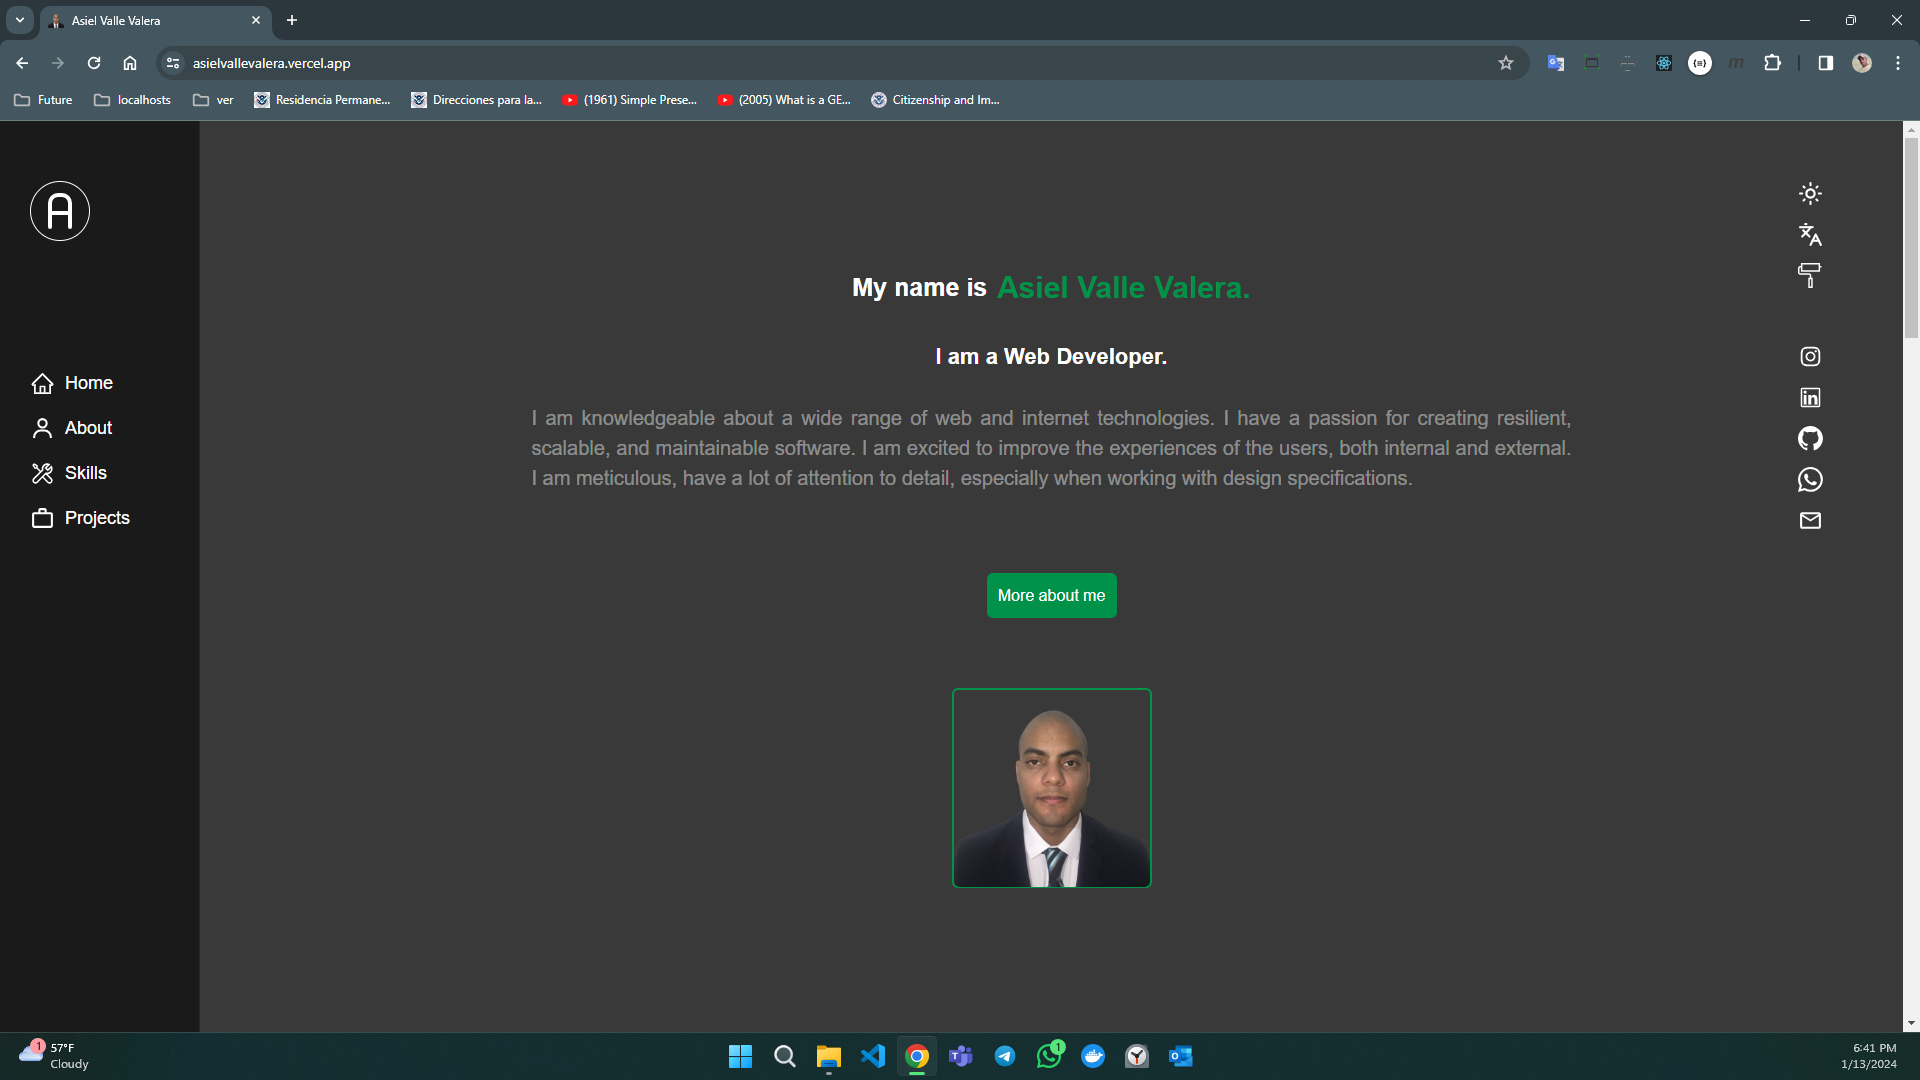 Asiel Valle Valera
asielvallevalera.vercel.app
Future
localhosts
ver
Residencia Permane...
Direcciones para la...
(1961) Simple Prese...
(2005) What is a GE...
Citizenship and Im...
A
Home
About
Skills
Projects
My name is Asiel Valle Valera.
I am a Web Developer.
I am knowledgeable about a wide range of web and internet technologies. I have a passion for creating resilient,
scalable, and maintainable software. I am excited to improve the experiences of the users, both internal and external.
I am meticulous, have a lot of attention to detail, especially when working with design specifications.
More about me
1
57°F
Cloudy
1
6:41 PM
1/13/2024